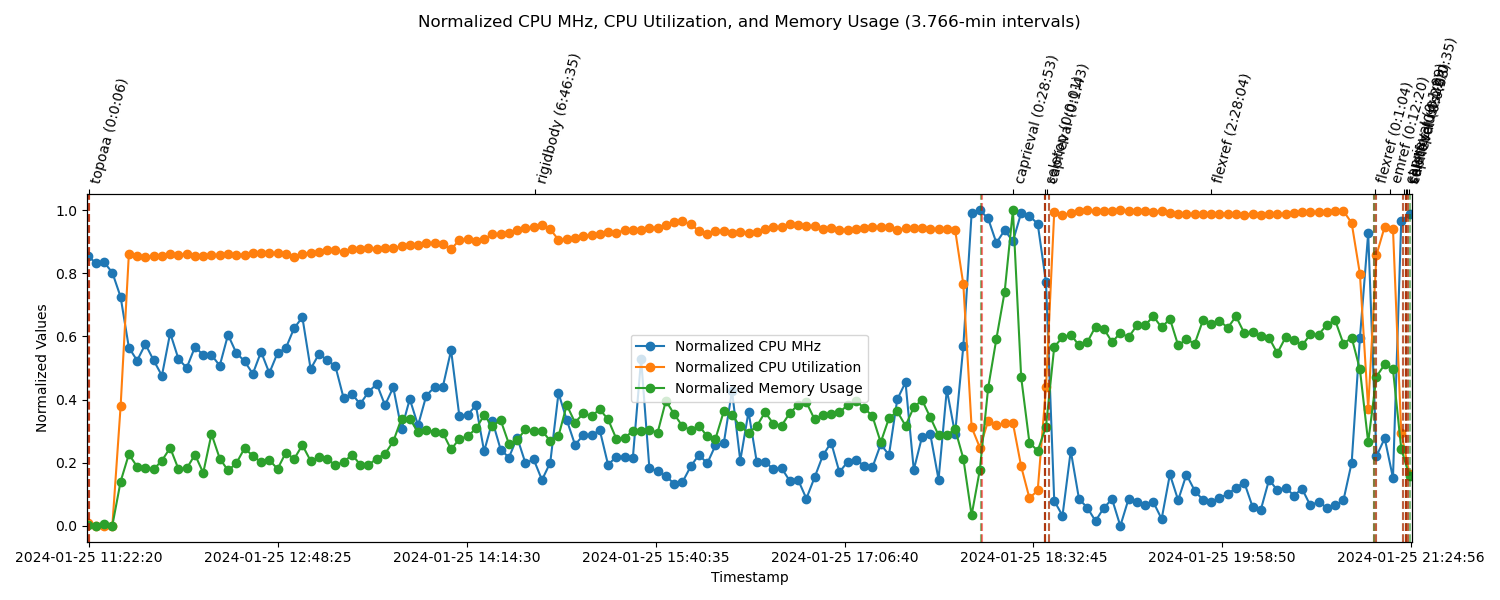 Normalized CPU MHz, CPU Utilization, and Memory Usage (3.766-min intervals)
topoaa (0:0:06)
rigidbody (6:46:35)
caprieval (0:28:53)
caprieval (0:1:43)
flexref (2:28:04)
flexref (0:1:04)
emref (0:12:20)
1.0
0.8
0.6
0.4
0.2
0.0
Normalized Values
Normalized CPU MHz
Normalized CPU Utilization
Normalized Memory Usage
2024-01-25 11:22:20
2024-01-25 12:48:25
2024-01-25 14:14:30
2024-01-25 15:40:35
2024-01-25 17:06:40
2024-01-25 18:32:45
2024-01-25 19:58:50
2024-01-25 21:24:56
Timestamp